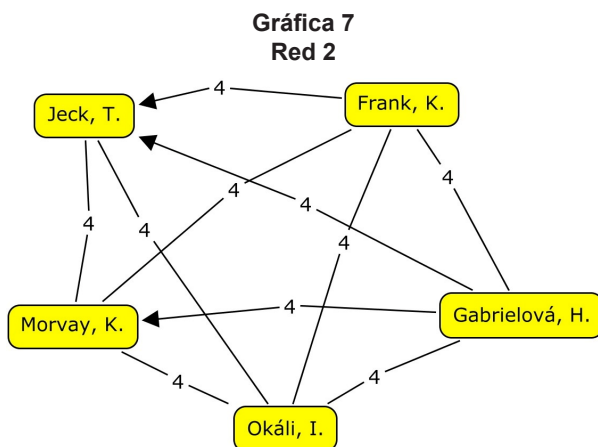 Gráfica 7
Red 2
4
Frank, K.
Jeck, T.
4
4
4
4
4
4
Gabrielová, H.
Morvay, K.
4
4
4
Okáli, I.